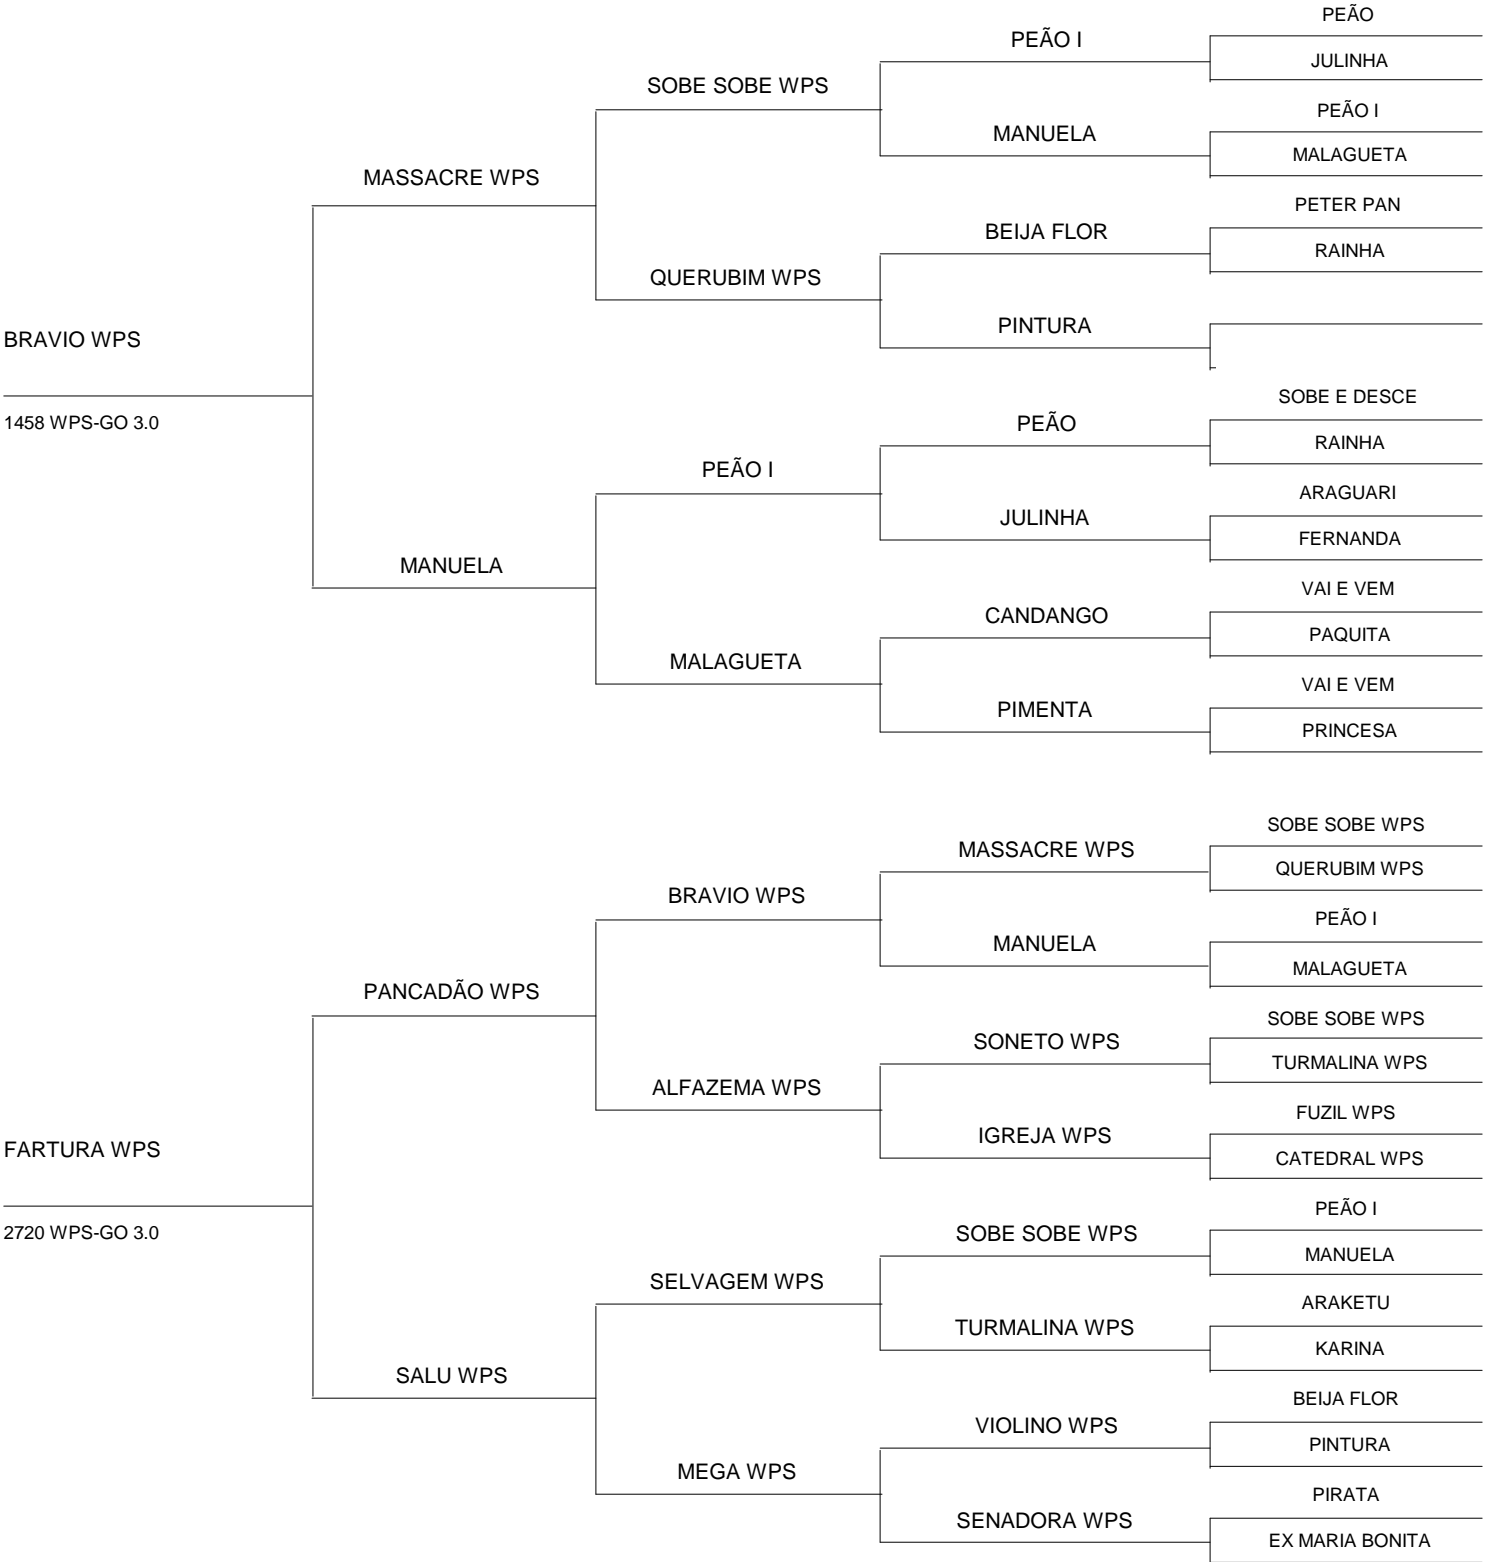 PEÃO
PEÃO I
JULINHA
SOBE SOBE WPS
PEÃO I
MANUELA
MALAGUETA
MASSACRE WPS
PETER PAN
BEIJA FLOR
RAINHA
QUERUBIM WPS
PINTURA
BRAVIO WPS
SOBE E DESCE
1458 WPS-GO 3.0
PEÃO
RAINHA
PEÃO I
ARAGUARI
JULINHA
FERNANDA
MANUELA
VAI E VEM
CANDANGO
PAQUITA
MALAGUETA
VAI E VEM
PIMENTA
PRINCESA
SOBE SOBE WPS
MASSACRE WPS
QUERUBIM WPS
BRAVIO WPS
PEÃO I
MANUELA
MALAGUETA
PANCADÃO WPS
SOBE SOBE WPS
SONETO WPS
TURMALINA WPS
ALFAZEMA WPS
FUZIL WPS
IGREJA WPS
FARTURA WPS
CATEDRAL WPS
PEÃO I
2720 WPS-GO 3.0
SOBE SOBE WPS
MANUELA
SELVAGEM WPS
ARAKETU
TURMALINA WPS
KARINA
SALU WPS
BEIJA FLOR
VIOLINO WPS
PINTURA
MEGA WPS
PIRATA
SENADORA WPS
EX MARIA BONITA